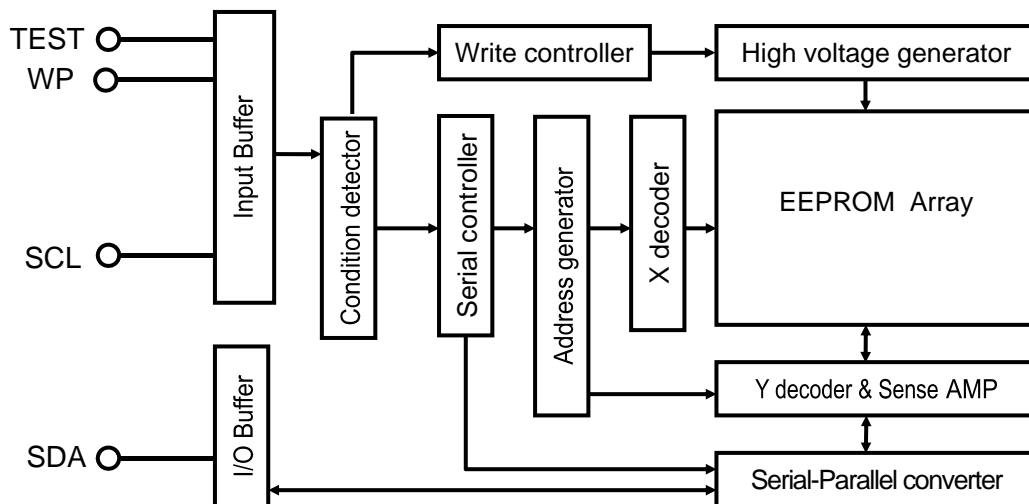 TEST
WP
SCL
SDA
Input Buffer
I/O Buffer
Condition detector
Write controller
Serial controller
Address generator
X decoder
High voltage generator
EEPROM Array
Y decoder & Sense AMP
Serial-Parallel converter